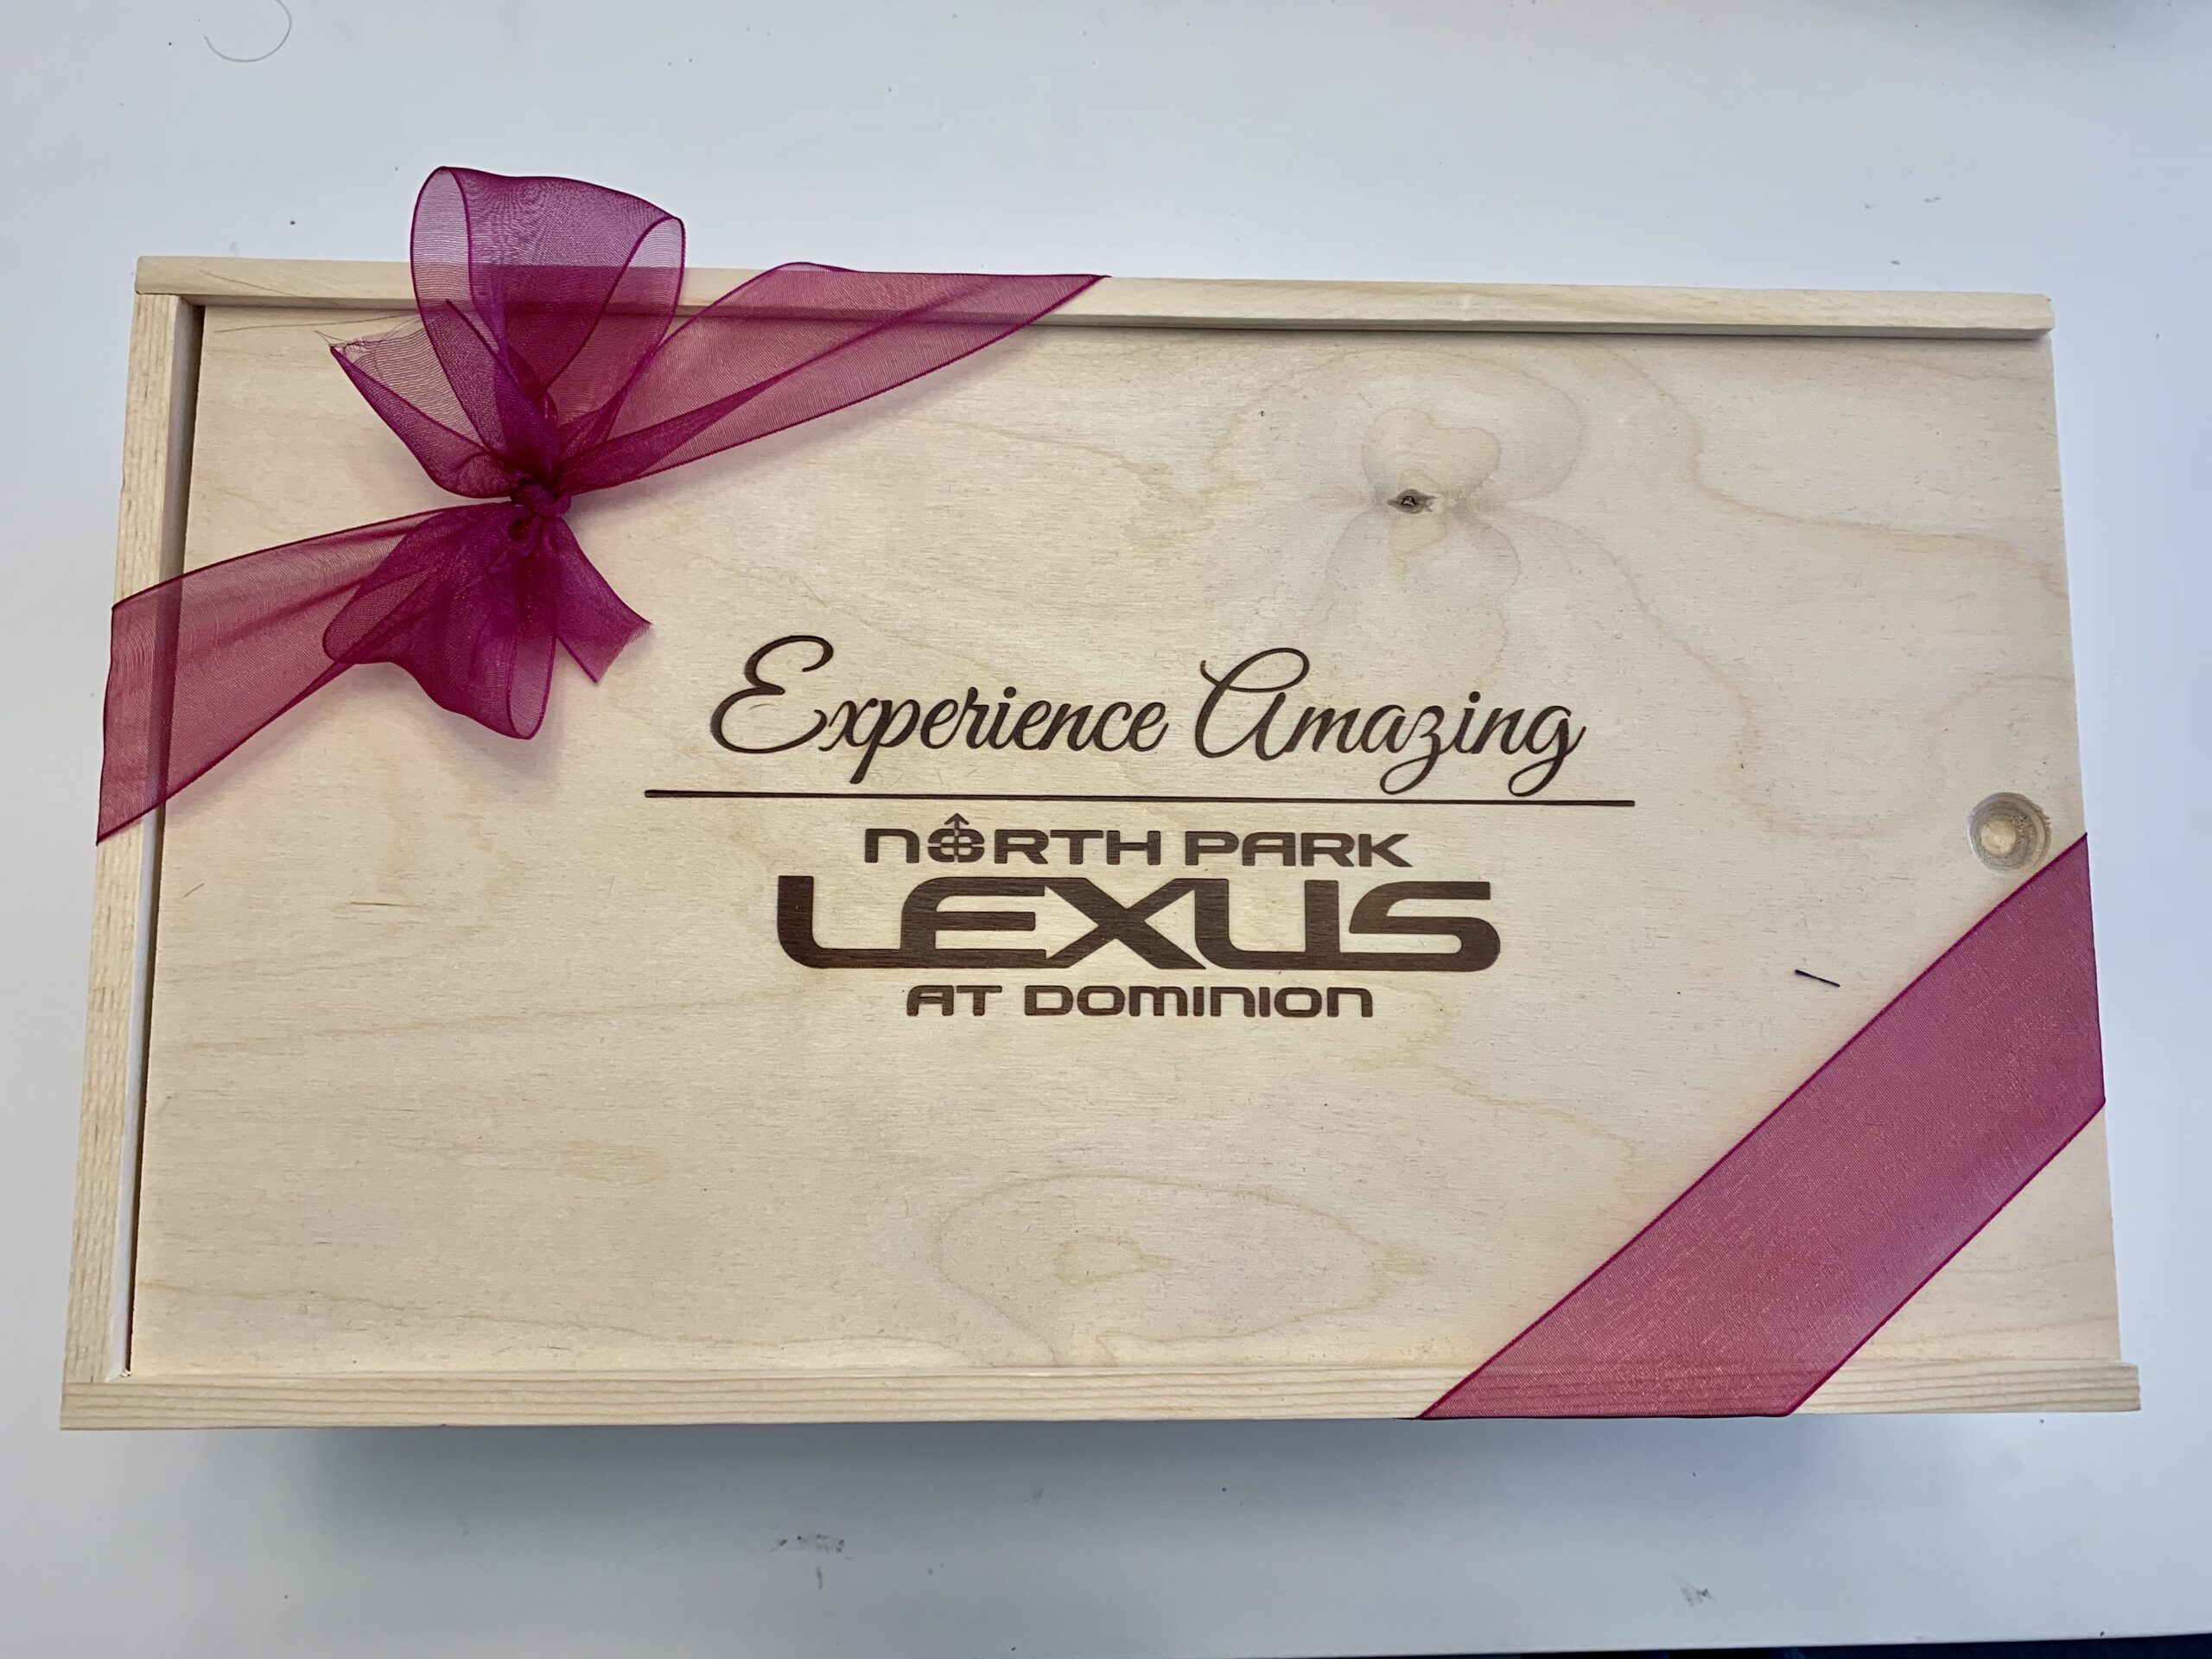 Experience Amazing
NORTH PARK
LEXUS
AT DOMINION